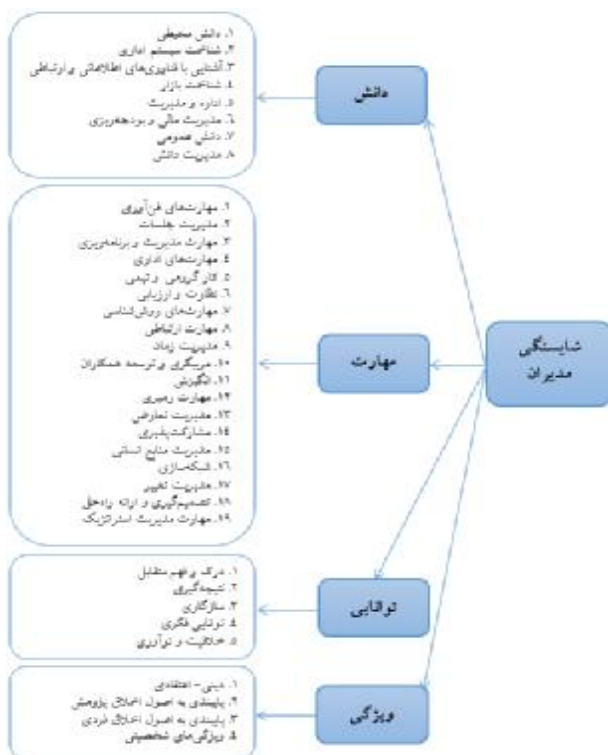 شایستگی
مدیران
دانش
۱. دانش محیطی
۲. شناخت سیستم اداری
۳. آشنایی با فناوری‌های اطلاعاتی و ارتباطی
۴. شناخت بازار
۵. اداره و مدیریت
۶. مدیریت مالی و بودجه‌ریزی
۷. دانش عمومی
۸. مدیریت دانش
مهارت
۱. مهارت‌های فن‌آوری
۲. مدیریت جلسات
۳. مهارت مدیریت و برنامه‌ریزی
۴. مهارت‌های اداری
۵. کار گروهی و تیمی
۶. نظارت و ارزیابی
۷. مهارت‌های روش‌شناسی
۸. مهارت ارتباطی
۹. مدیریت زمان
۱۰. مربیگری و توسعه همکاران
۱۱. انگیزش
۱۲. مهارت رهبری
۱۳. مدیریت تعارض
۱۴. مشارکت‌پذیری
۱۵. مدیریت منابع انسانی
۱۶. شبکه‌سازی
۱۷. مدیریت تغییر
۱۸. تصمیم‌گیری و ارائه راه‌حل
۱۹. مهارت مدیریت استراتژیک
توانایی
۱. درک و فهم متقابل
۲. نتیجه‌گیری
۳. سازگاری
۴. توانایی فکری
۵. خلاقیت و نوآوری
ویژگی
۱. دینی- اعتقادی
۲. پایبندی به اصول اخلاق پژوهش
۳. پایبندی به اصول اخلاق فردی
۴. ویژگی‌های شخصیتی